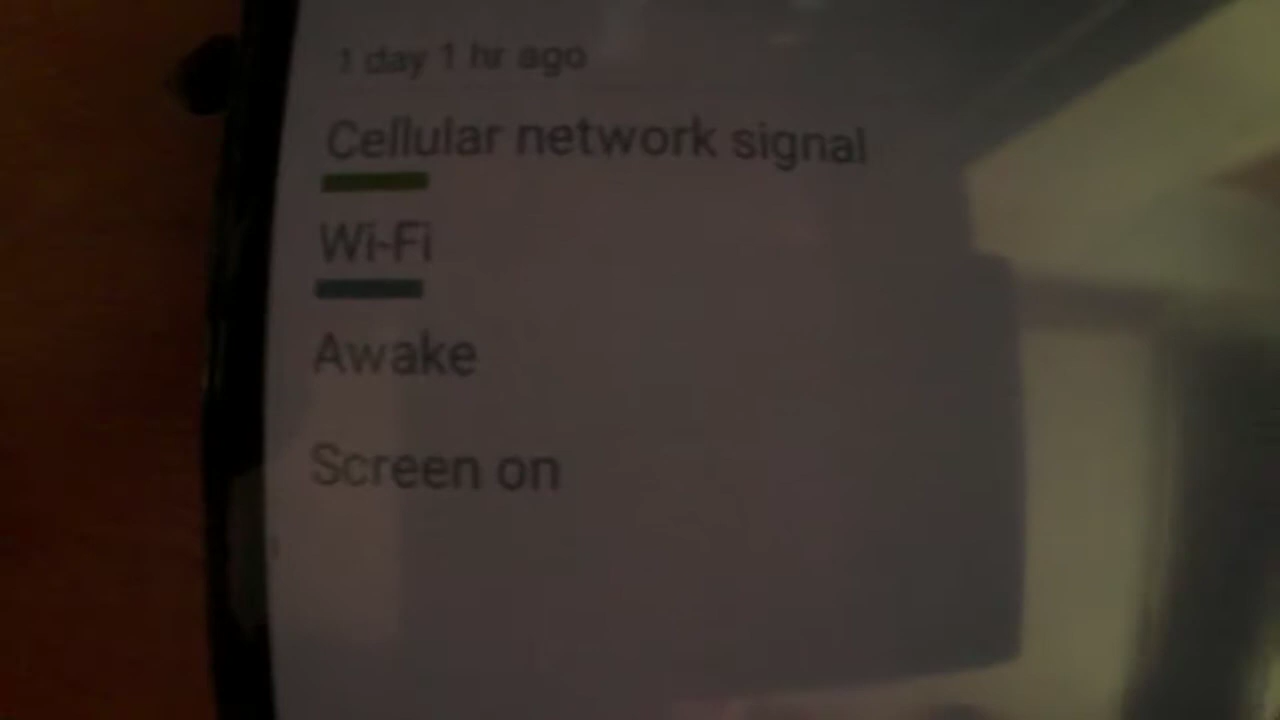 1 day 1 hr ago
Cellular network signal
Wi-Fi
Awake
Screen on